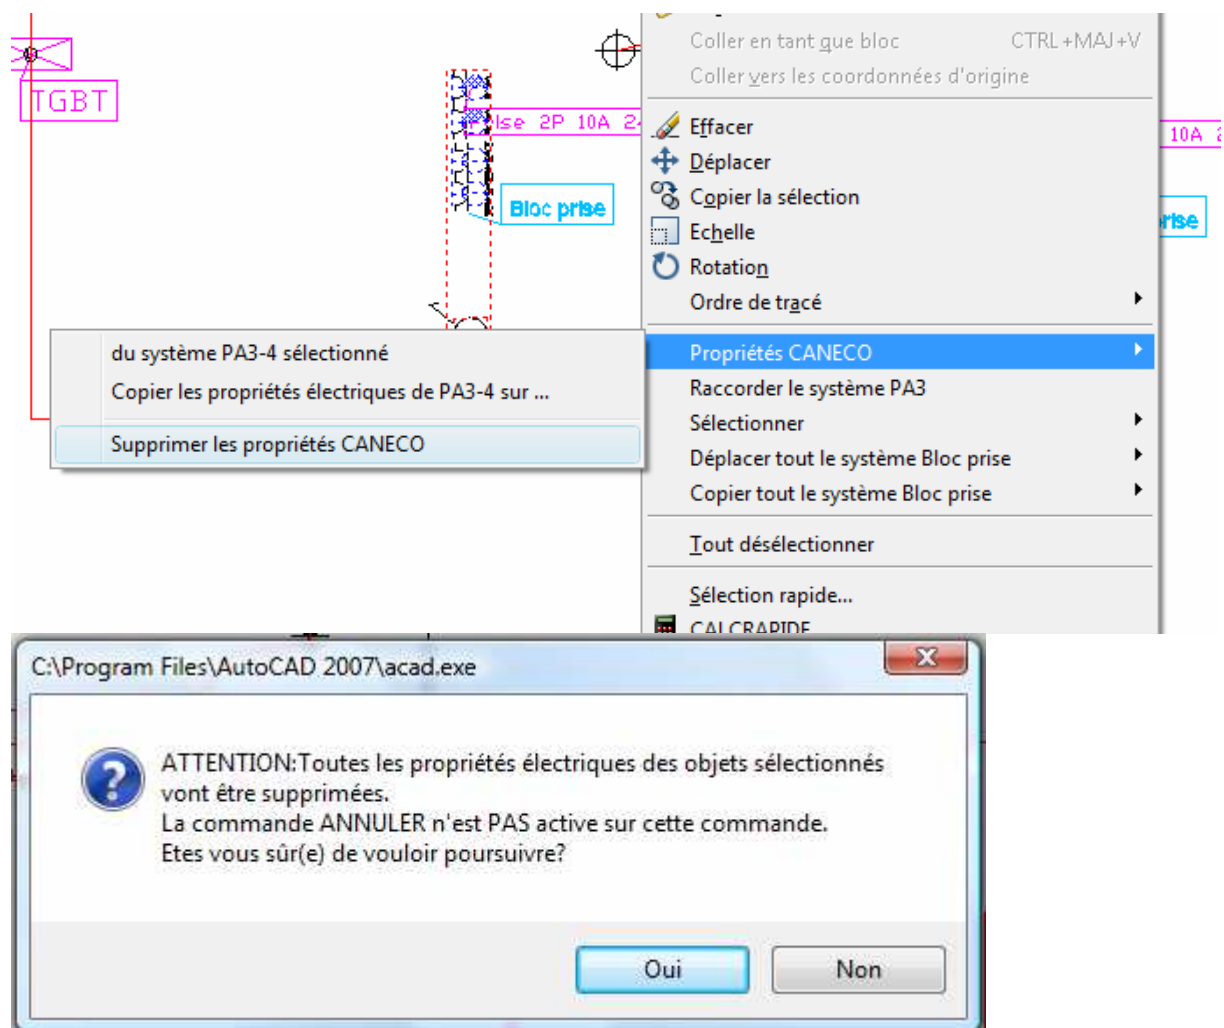 Coller en tant que bloc CTRL+MAJ+V
Coller vers les coordonnées d'origine
TGBT
ise 2P 10A 2
10A
Effacer
Déplacer
Copier la sélection
Bloc prise
rise
Echelle
Rotation
Ordre de tracé
du système PA3-4 sélectionné
Propriétés CANECO
Copier les propriétés électriques de PA3-4 sur ...
Raccorder le système PA3
Supprimer les propriétés CANECO
Sélectionner
Déplacer tout le système Bloc prise
Copier tout le système Bloc prise
Tout désélectionner
Sélection rapide...
CALCRAPIDE
C:\Program Files\AutoCAD 2007\acad.exe
ATTENTION:Toutes les propriétés électriques des objets sélectionnés
vont être supprimées.
La commande ANNULER n'est PAS active sur cette commande.
Etes vous sûr(e) de vouloir poursuivre?
Oui Non